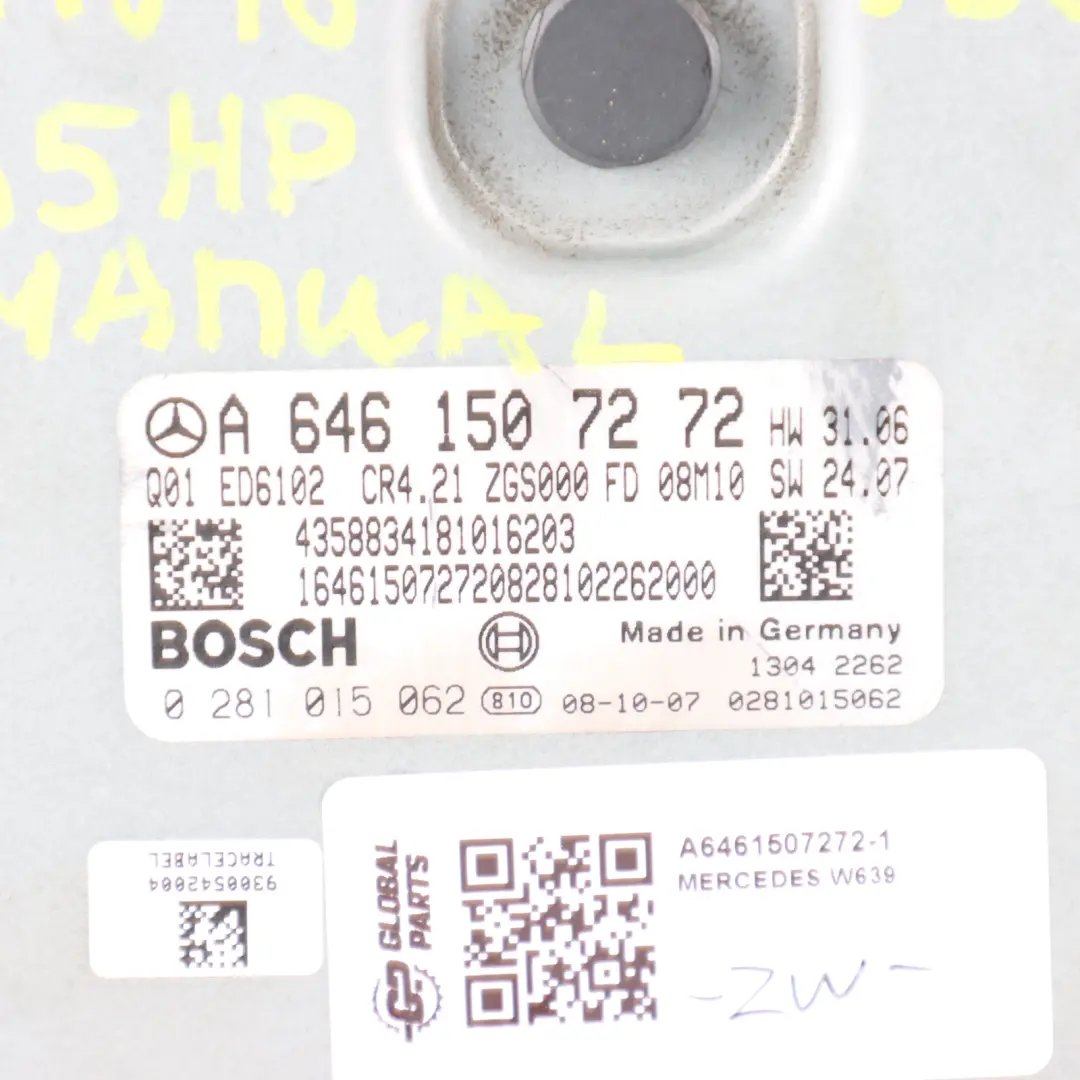 5HP
MANUAL
A 646 150 72 72 HW 31.06
Q01 ED6102 CR4.21 ZGS000 FD 08M10 SW 24.07
4358834181016203
164615072720828102262000
BOSCH Made in Germany
1304 2262
0 281 015 062 810 08-10-07 0281015062
TRACELABEL
9300542004
GLOBAL
PARTS
GP
A6461507272-1
MERCEDES W639
-ZW-